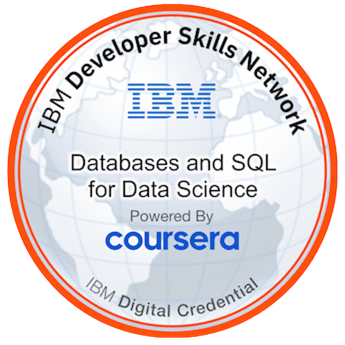 IBM Developer Skills Network
IBM
Databases and SQL
for Data Science
Powered By
coursera
IBM Digital Credential